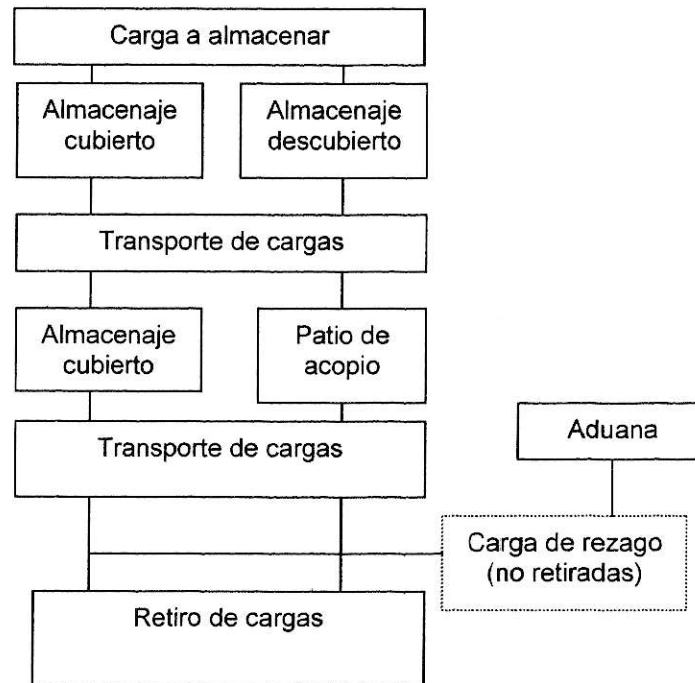 Carga a almacenar
Almacenaje
cubierto
Almacenaje
descubierto
Transporte de cargas
Almacenaje
cubierto
Patio de
acopio
Transporte de cargas
Aduana
Carga de rezago
(no retiradas)
Retiro de cargas